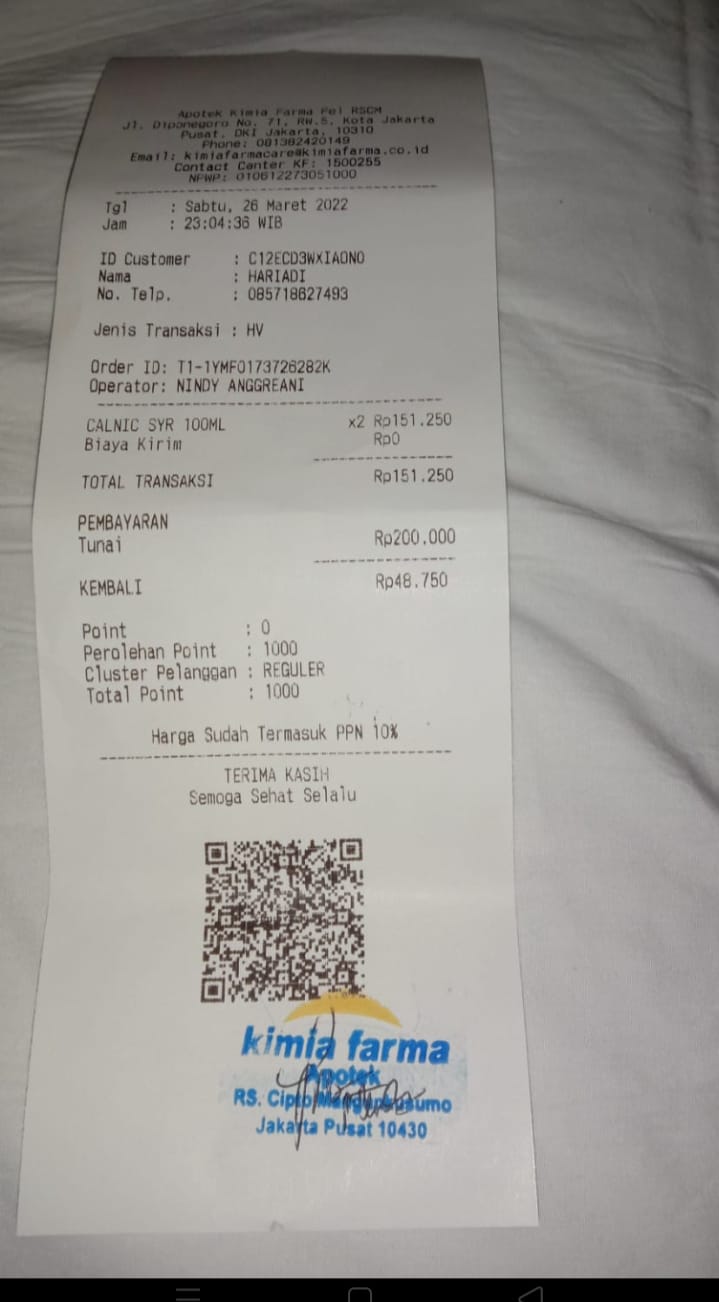 Apotek Kimia Farma Pel RSCM
Jl. Diponegoro No. 71, RW.5, Kota Jakarta
Pusat, DKI Jakarta, 10310
Phone: 081382420149
Email: kimiafarmacare@kimiafarma.co.id
Contact Center KF: 1500255
NPWP: 010612273051000
Tgl : Sabtu, 26 Maret 2022
Jam : 23:04:36 WIB
ID Customer : C12ECD3WXIAONO
Nama : HARIADI
No. Telp. : 085718627493
Jenis Transaksi : HV
Order ID: T1-1YMF0173726282K
Operator: NINDY ANGGREANI
CALNIC SYR 100ML x2 Rp151.250
Biaya Kirim Rp0
TOTAL TRANSAKSI Rp151.250
PEMBAYARAN
Tunai Rp200.000
KEMBALI Rp48.750
Point : 0
Perolehan Point : 1000
Cluster Pelanggan : REGULER
Total Point : 1000
Harga Sudah Termasuk PPN 10%
TERIMA KASIH
Semoga Sehat Selalu
kimia farma
Apotek
RS. Cipto Mangunkusumo
Jakarta Pusat 10430